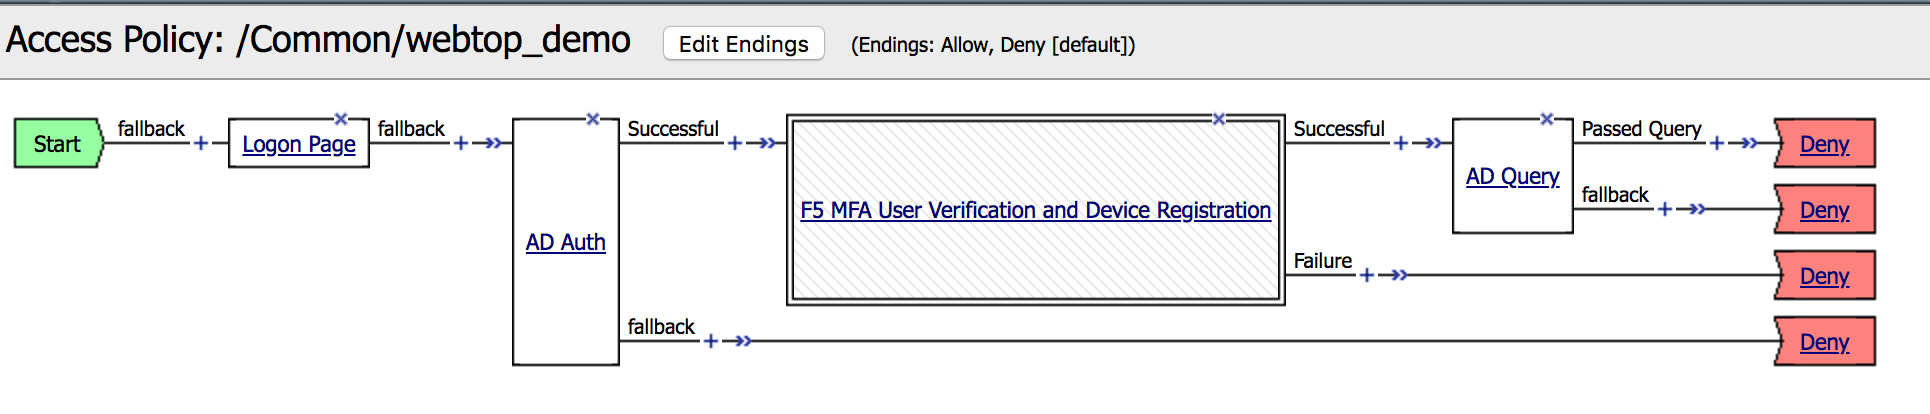 Access Policy: /Common/webtop_demo Edit Endings (Endings: Allow, Deny [default])
Start fallback + Logon Page fallback + AD Auth Successful + F5 MFA User Verification and Device Registration Successful + AD Query Passed Query + Deny
fallback + Deny
Failure + Deny
fallback + Deny